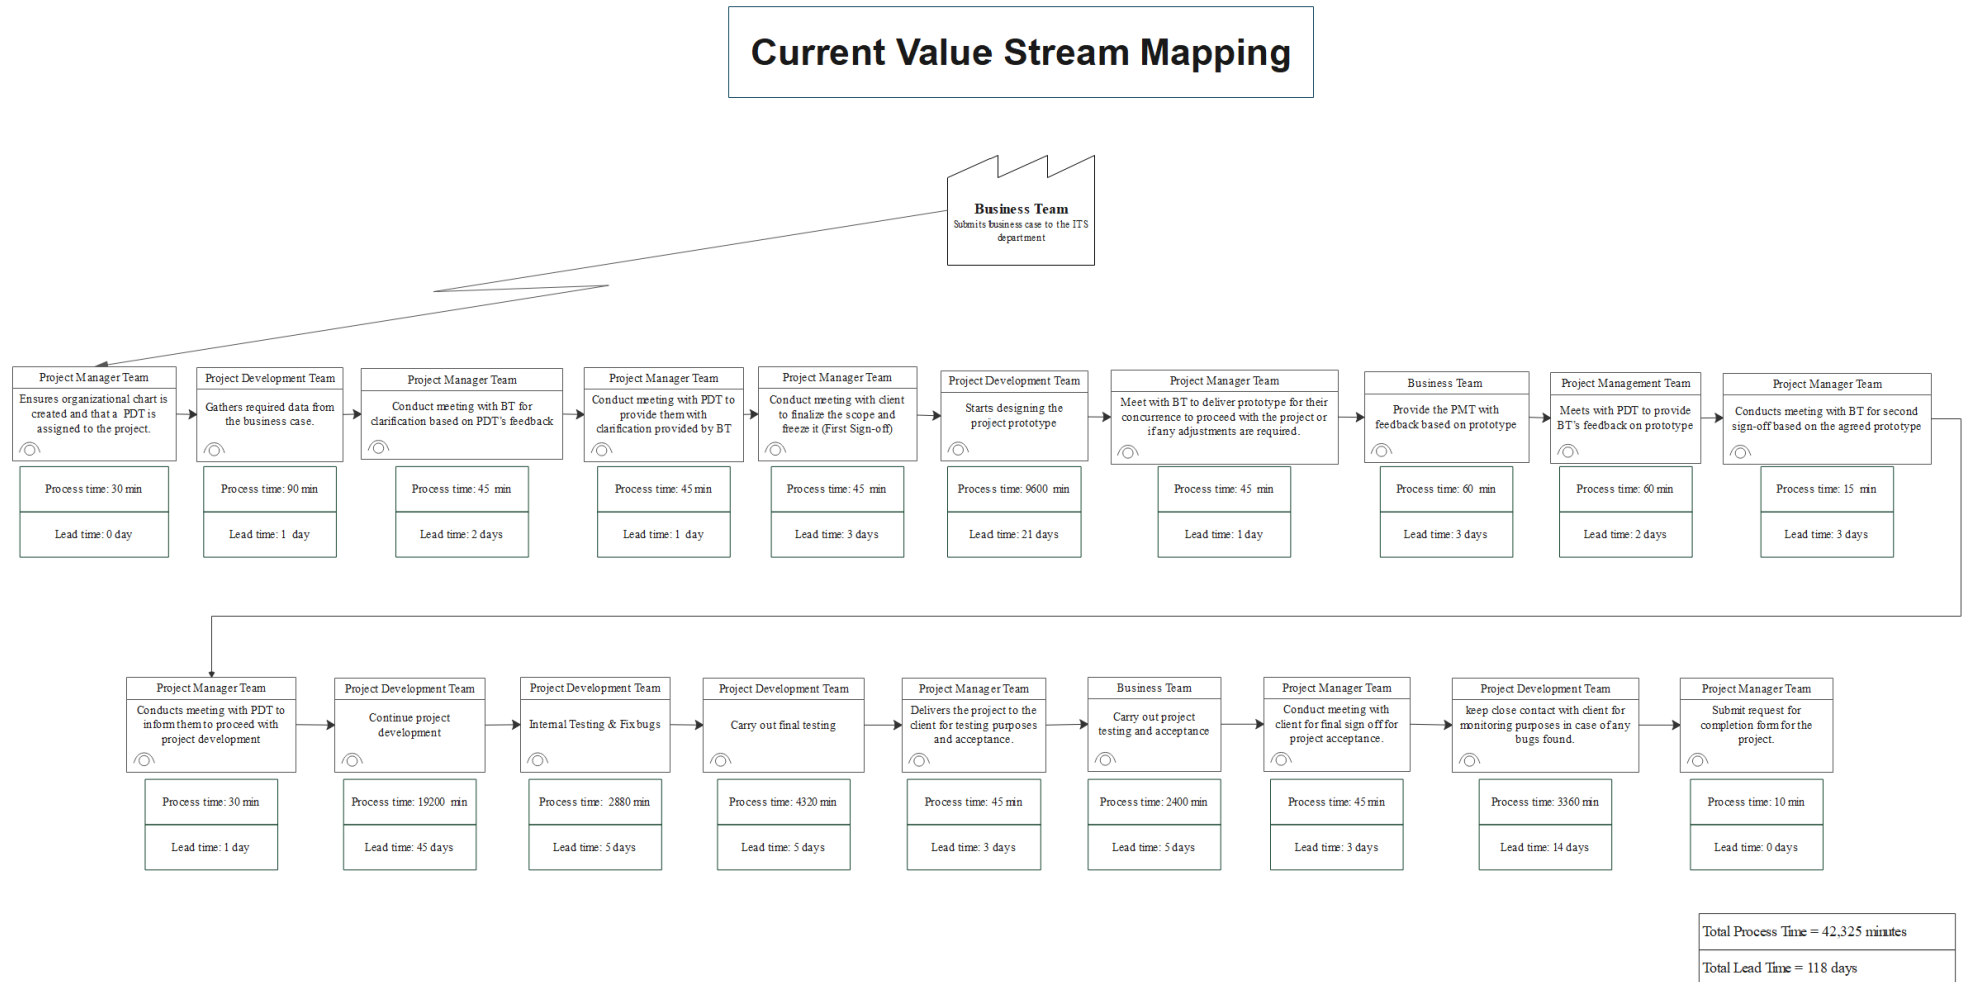 Current Value Stream Mapping
Business Team
Submits business case to the ITS
department
Project Manager Team
Ensures organizational chart is
created and that a PDT is
assigned to the project.
Process time: 30 min
Lead time: 0 day
Project Development Team
Gathers required data from
the business case.
Process time: 90 min
Lead time: 1 day
Project Manager Team
Conduct meeting with BT for
clarification based on PDT's feedback
Process time: 45 min
Lead time: 2 days
Project Manager Team
Conduct meeting with PDT to
provide them with
clarification provided by BT
Process time: 45 min
Lead time: 1 day
Project Manager Team
Conduct meeting with client
to finalize the scope and
freeze it (First Sign-off)
Process time: 45 min
Lead time: 3 days
Project Development Team
Starts designing the
project prototype
Process time: 9600 min
Lead time: 21 days
Project Manager Team
Meet with BT to deliver prototype for their
concurrence to proceed with the project or
if any adjustments are required.
Process time: 45 min
Lead time: 1 day
Business Team
Provide the PMT with
feedback based on prototype
Process time: 60 min
Lead time: 3 days
Project Management Team
Meets with PDT to provide
BT's feedback on prototype
Process time: 60 min
Lead time: 2 days
Project Manager Team
Conducts meeting with BT for second
sign-off based on the agreed prototype
Process time: 15 min
Lead time: 3 days
Project Manager Team
Conducts meeting with PDT to
inform them to proceed with
project development
Process time: 30 min
Lead time: 1 day
Project Development Team
Continue project
development
Process time: 19200 min
Lead time: 45 days
Project Development Team
Internal Testing & Fix bugs
Process time: 2880 min
Lead time: 5 days
Project Development Team
Carry out final testing
Process time: 4320 min
Lead time: 5 days
Project Manager Team
Delivers the project to the
client for testing purposes
and acceptance.
Process time: 45 min
Lead time: 3 days
Business Team
Carry out project
testing and acceptance
Process time: 2400 min
Lead time: 5 days
Project Manager Team
Conduct meeting with
client for final sign off for
project acceptance.
Process time: 45 min
Lead time: 3 days
Project Development Team
keep close contact with client for
monitoring purposes in case of any
bugs found.
Process time: 3360 min
Lead time: 14 days
Project Manager Team
Submit request for
completion form for the
project.
Process time: 10 min
Lead time: 0 days
Total Process Time = 42,325 minutes
Total Lead Time = 118 days